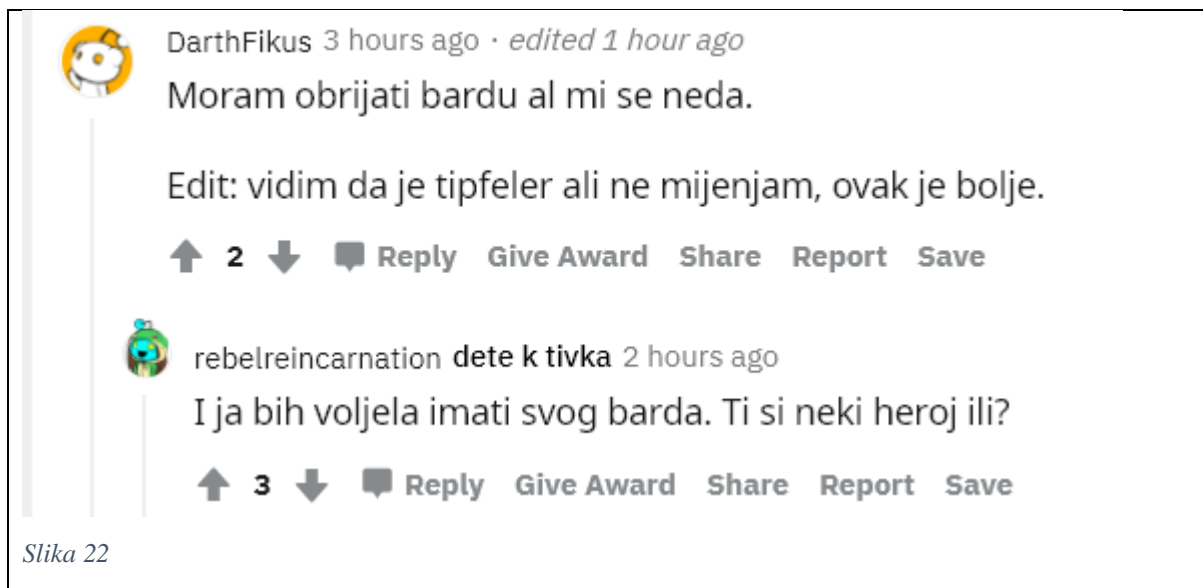 DarthFikus 3 hours ago · edited 1 hour ago
Moram obrijati bardu al mi se neda.
Edit: vidim da je tipfeler ali ne mijenjam, ovak je bolje.
2 Reply Give Award Share Report Save
rebelreincarnation dete k tivka 2 hours ago
I ja bih voljela imati svog barda. Ti si neki heroj ili?
3 Reply Give Award Share Report Save
Slika 22